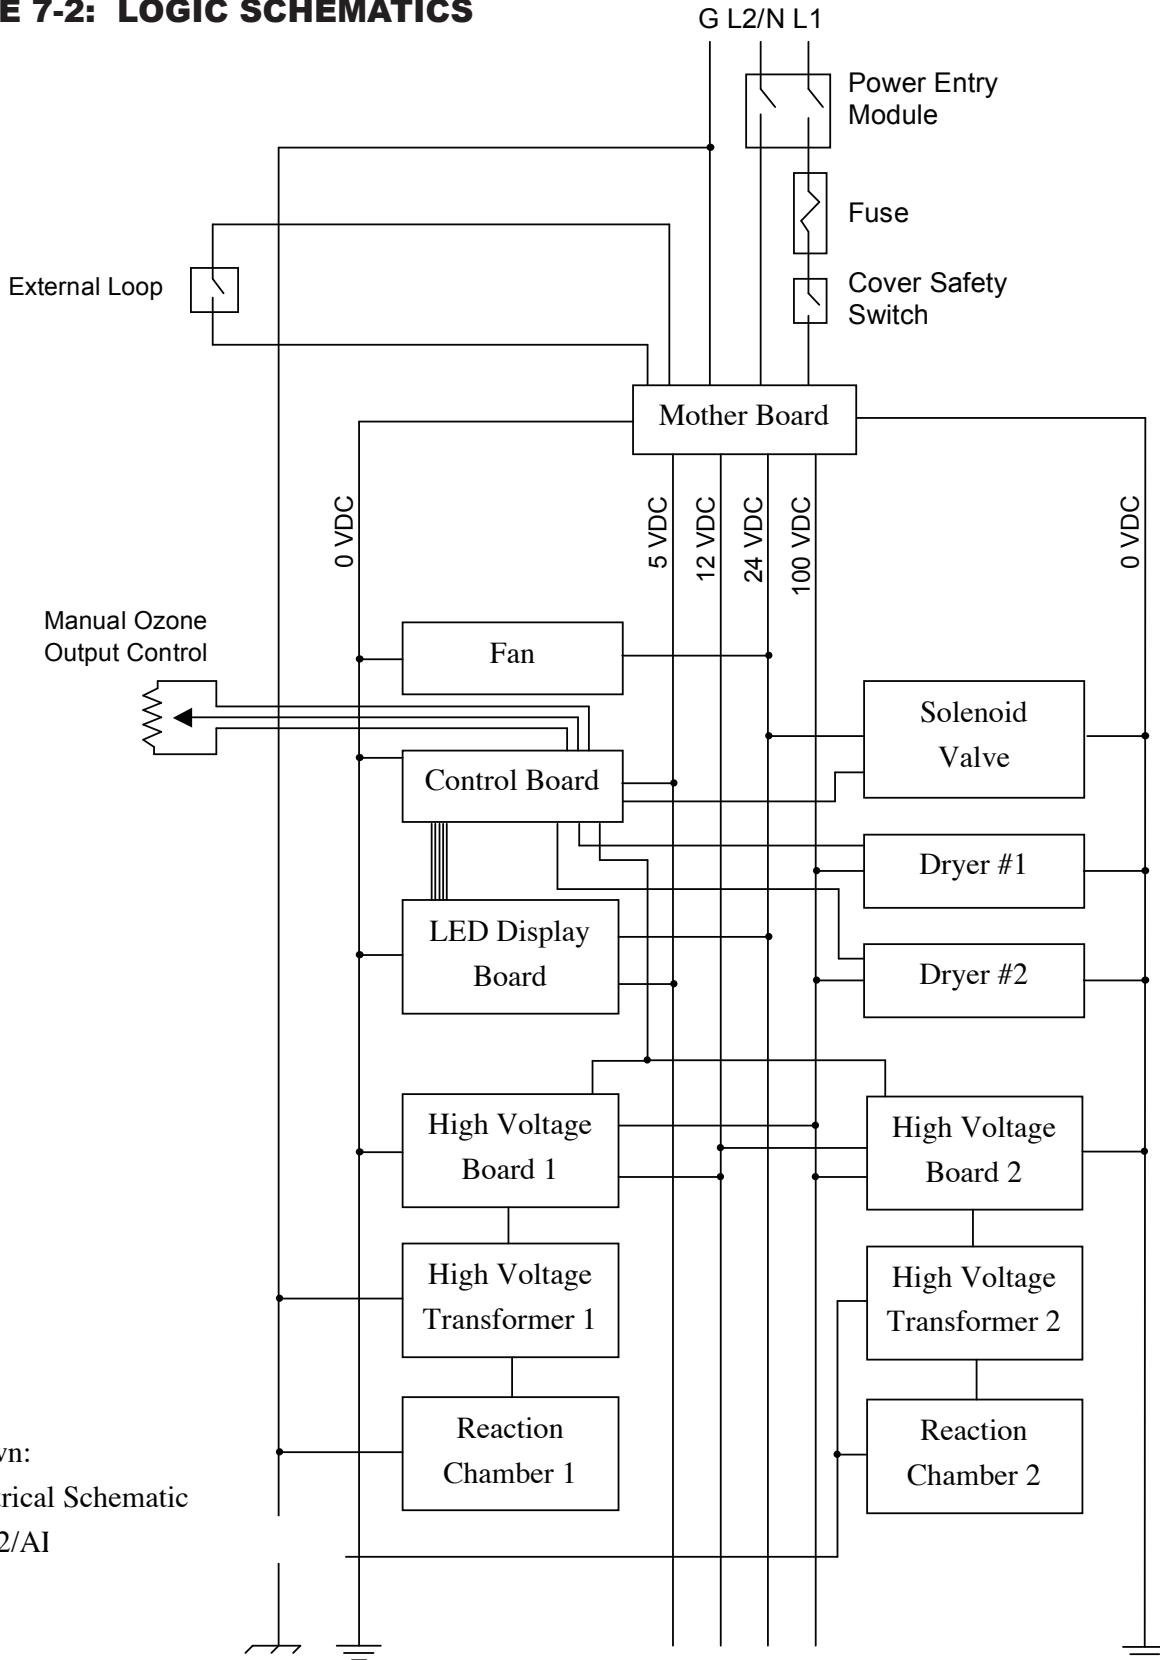 E 7-2: LOGIC SCHEMATICS
G L2/N L1
Power Entry
Module
Fuse
External Loop
Cover Safety
Switch
Mother Board
0 VDC
5 VDC
12 VDC
24 VDC
100 VDC
0 VDC
Manual Ozone
Output Control
Fan
Solenoid
Valve
Control Board
Dryer #1
LED Display
Board
Dryer #2
High Voltage
Board 1
High Voltage
Board 2
High Voltage
Transformer 1
High Voltage
Transformer 2
Reaction
Chamber 1
Reaction
Chamber 2
wn:
trical Schematic
2/AI